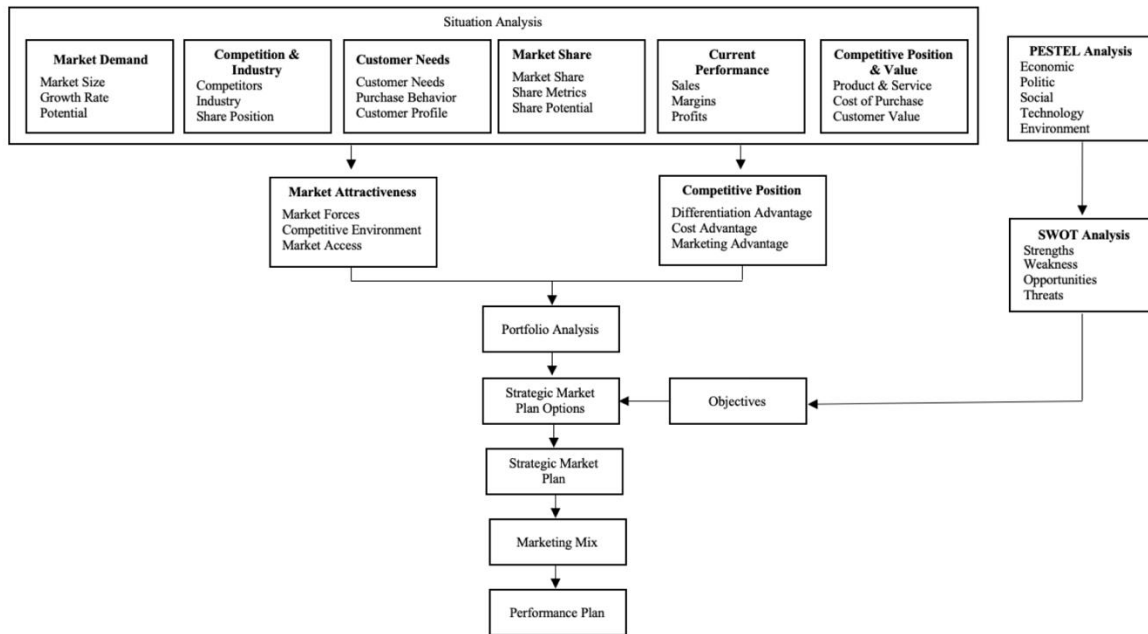 Situation Analysis
Market Demand
Market Size
Growth Rate
Potential
Competition &
Industry
Competitors
Industry
Share Position
Customer Needs
Customer Needs
Purchase Behavior
Customer Profile
Market Share
Market Share
Share Metrics
Share Potential
Current
Performance
Sales
Margins
Profits
Competitive Position
& Value
Product & Service
Cost of Purchase
Customer Value
PESTEL Analysis
Economic
Politic
Social
Technology
Environment
Market Attractiveness
Market Forces
Competitive Environment
Market Access
Competitive Position
Differentiation Advantage
Cost Advantage
Marketing Advantage
SWOT Analysis
Strengths
Weakness
Opportunities
Threats
Portfolio Analysis
Strategic Market
Plan Options
Objectives
Strategic Market
Plan
Marketing Mix
Performance Plan